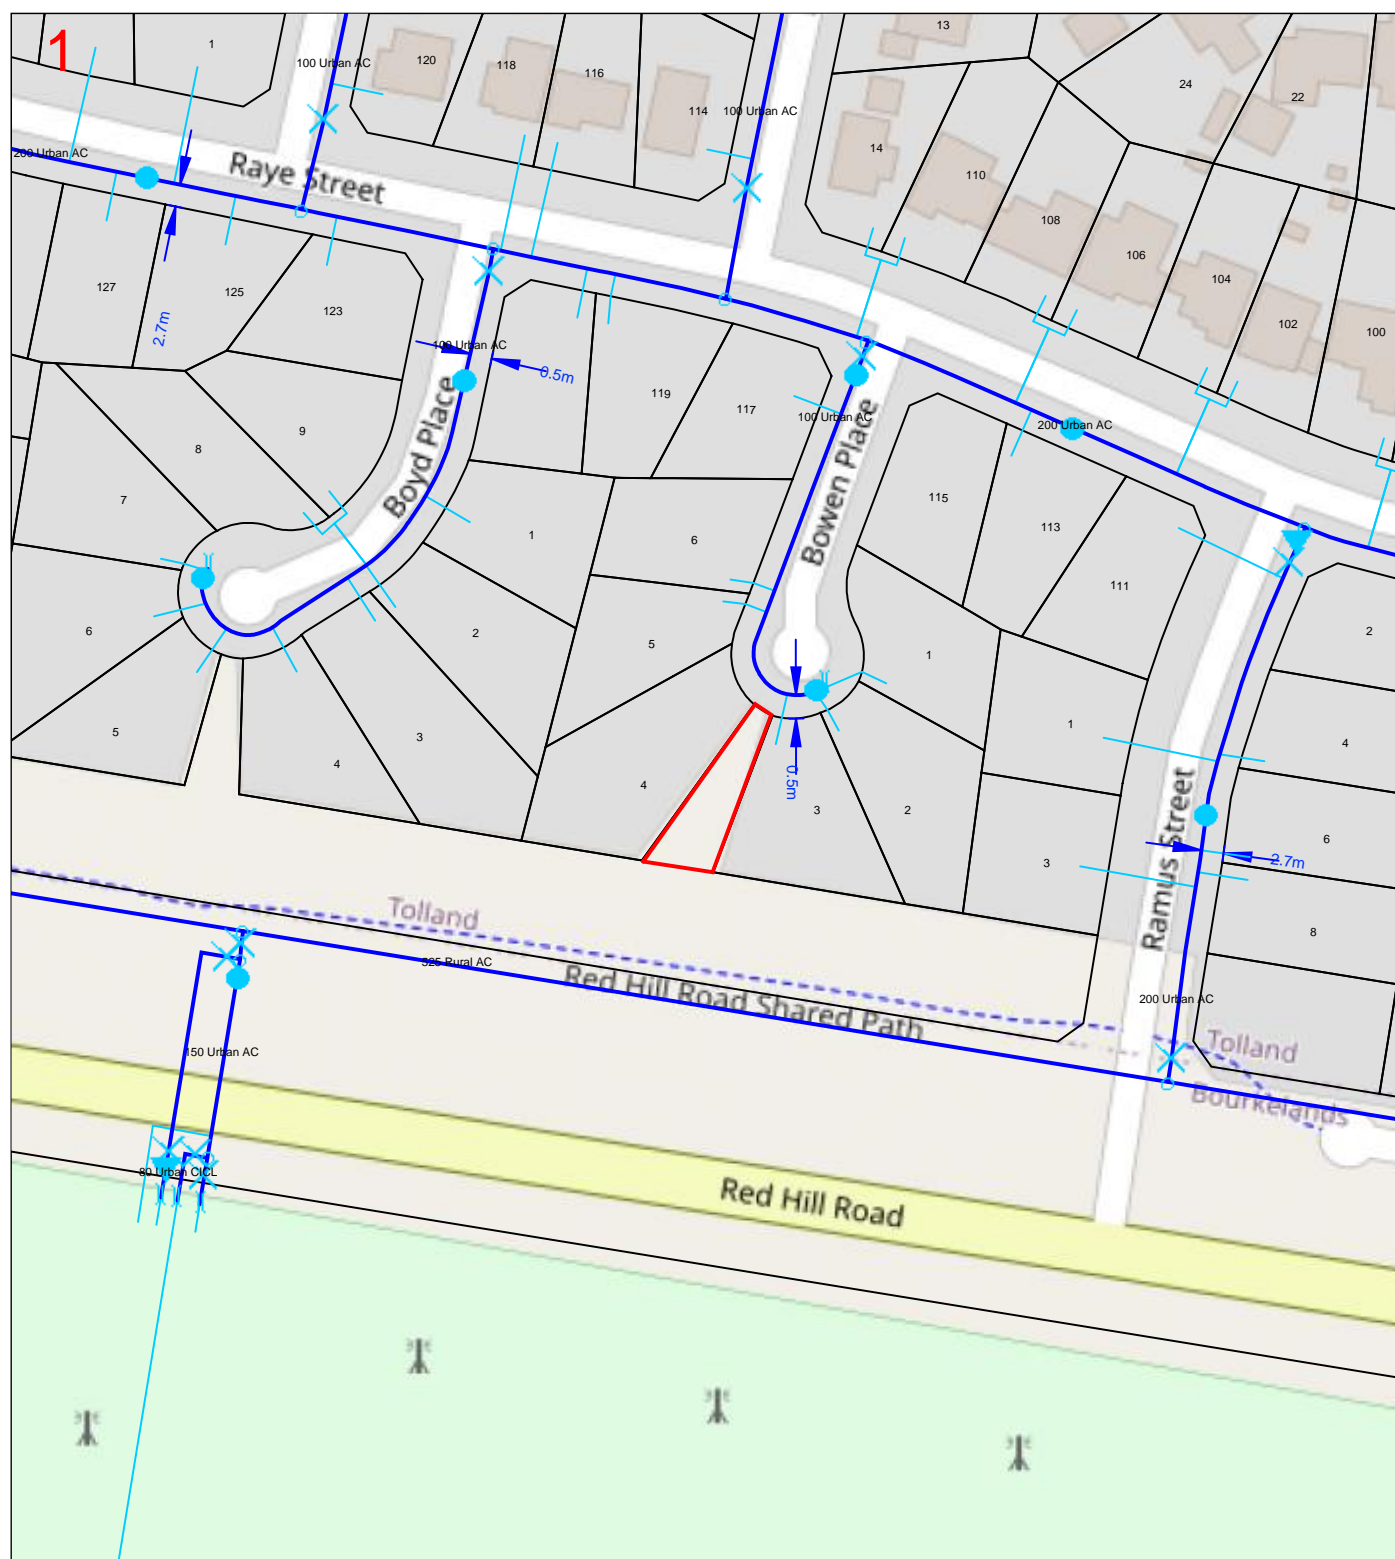 1
1
13
100 Urban AC
120
118
116
114
100 Urban AC
24
22
14
200 Urban AC
Raye Street
110
108
106
104
102
100
127
125
123
2.7m
100 Urban AC
0.5m
119
117
100 Urban AC
200 Urban AC
Boyd Place
Bowen Place
9
8
7
115
113
111
1
6
6
2
5
1
2
5
3
4
4
3
2
1
3
2
4
6
8
0.5m
2.7m
Ramus Street
Tolland
325 Rural AC
Red Hill Road Shared Path
200 Urban AC
Tolland
Bourkelands
150 Urban AC
80 Urban CICL
Red Hill Road